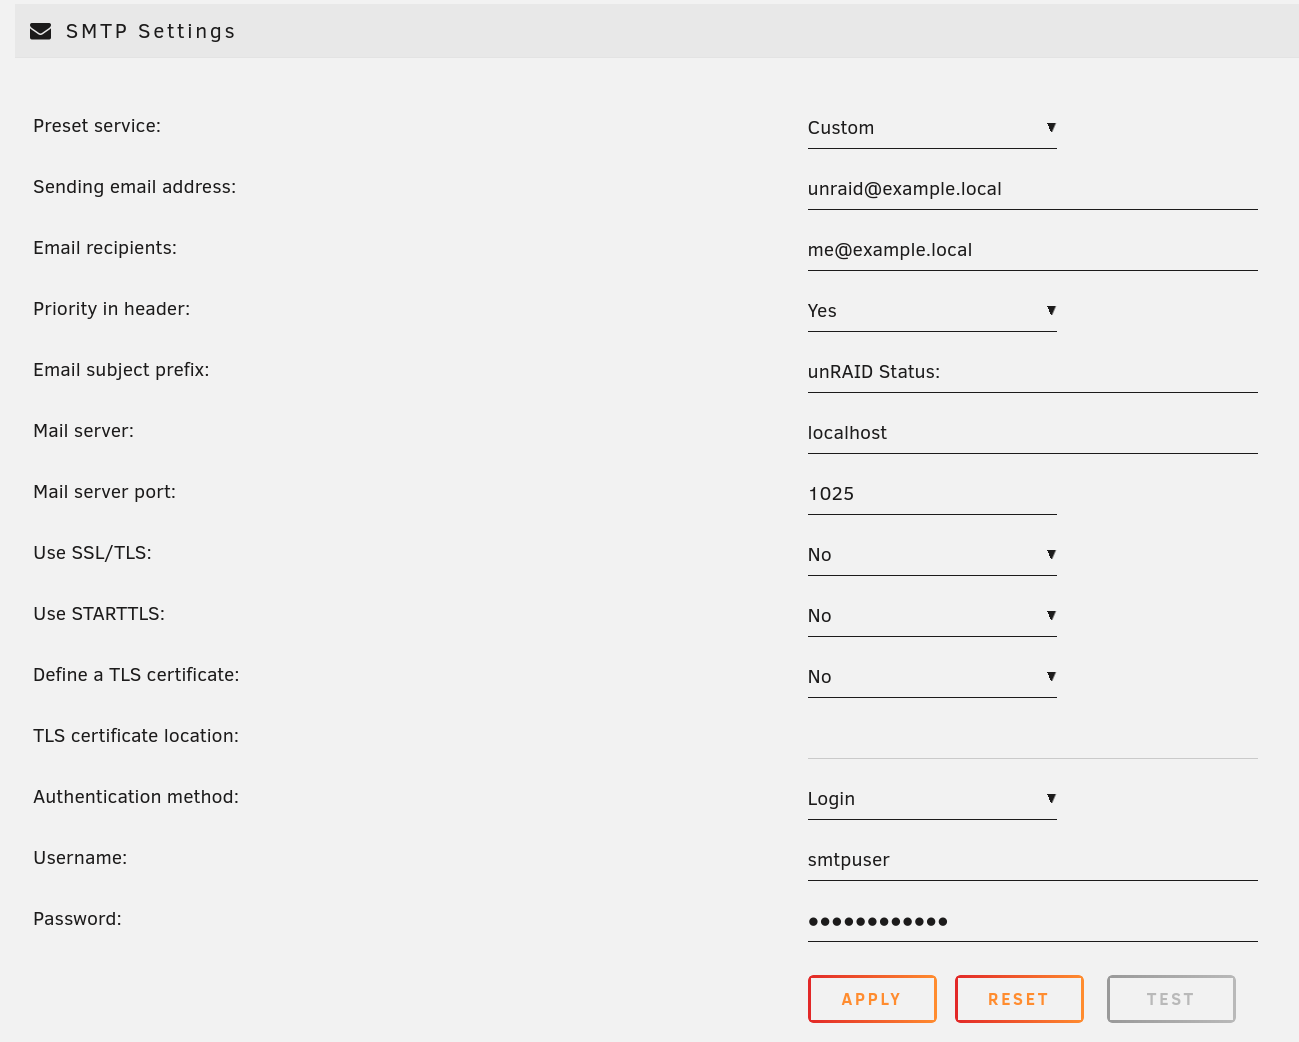 SMTP Settings
Preset service: Custom
Sending email address: unraid@example.local
Email recipients: me@example.local
Priority in header: Yes
Email subject prefix: unRAID Status:
Mail server: localhost
Mail server port: 1025
Use SSL/TLS: No
Use STARTTLS: No
Define a TLS certificate: No
TLS certificate location:
Authentication method: Login
Username: smtpuser
Password: ●●●●●●●●●●●●
APPLY RESET TEST